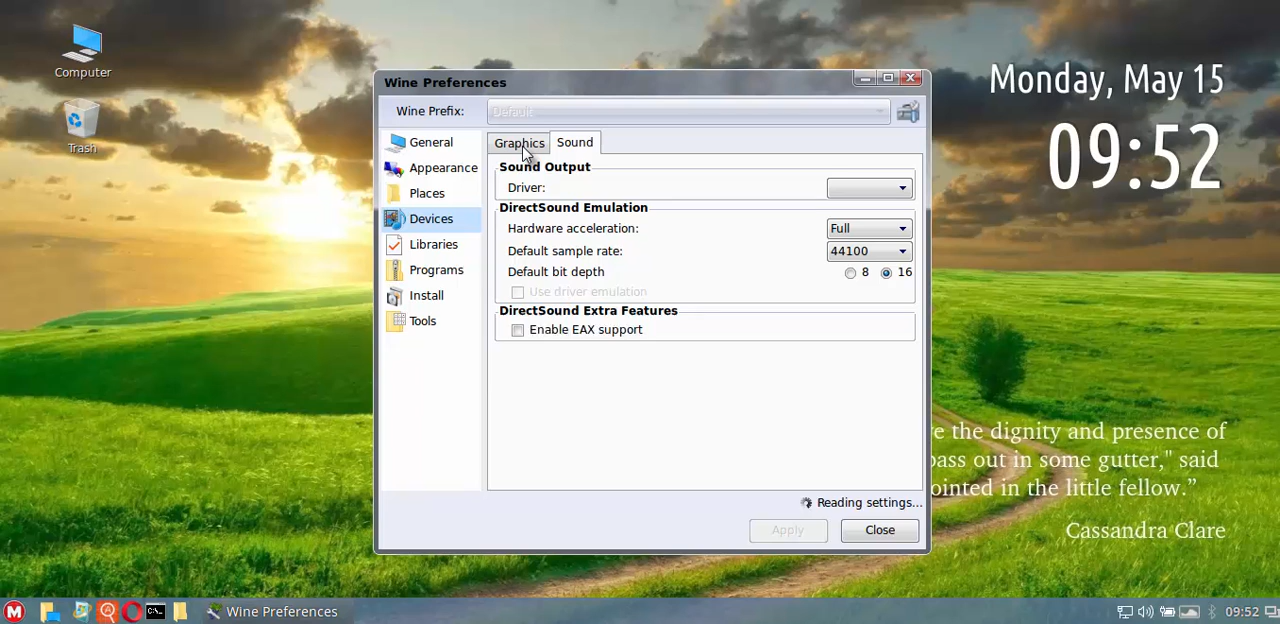 Computer
Trash
Monday, May 15
09:52
Wine Preferences
Wine Prefix:
Default
General
Appearance
Places
Devices
Libraries
Programs
Install
Tools
Graphics
Sound
Sound Output
Driver:
DirectSound Emulation
Hardware acceleration:
Full
Default sample rate:
44100
Default bit depth
8
16
Use driver emulation
DirectSound Extra Features
Enable EAX support
Reading settings...
Apply
Close
e the dignity and presence of
pass out in some gutter," said
ointed in the little fellow.”
Cassandra Clare
Wine Preferences
09:52